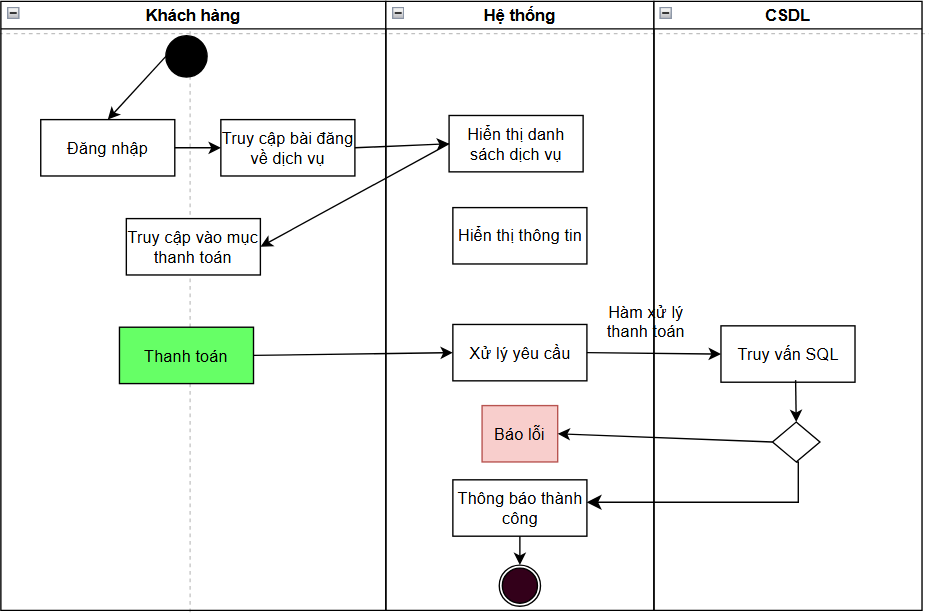 Khách hàng
Hệ thống
CSDL
Đăng nhập
Truy cập bài đăng
về dịch vụ
Hiển thị danh
sách dịch vụ
Truy cập vào mục
thanh toán
Hiển thị thông tin
Thanh toán
Xử lý yêu cầu
Hàm xử lý
thanh toán
Truy vấn SQL
Báo lỗi
Thông báo thành
công